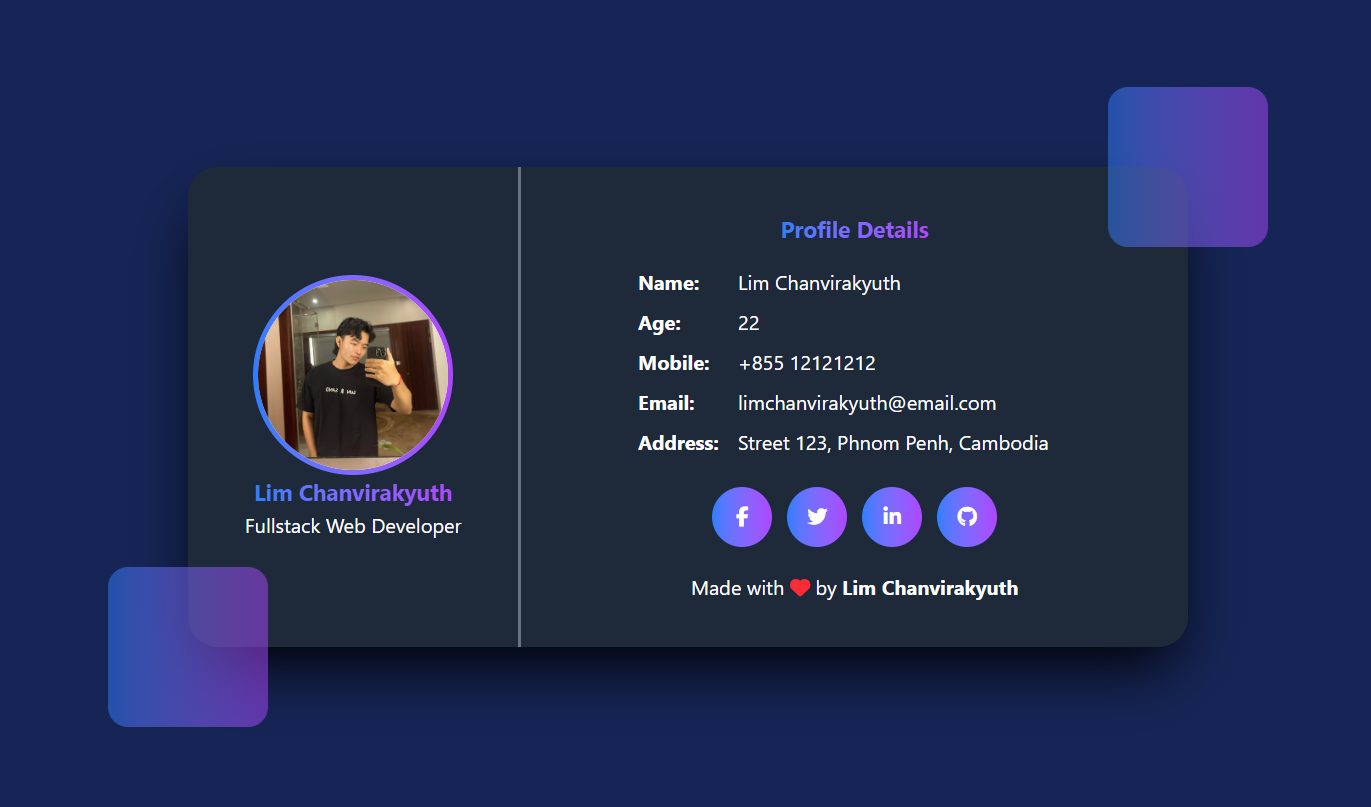 Lim Chanvirakyuth
Fullstack Web Developer
Profile Details
Name: Lim Chanvirakyuth
Age: 22
Mobile: +855 12121212
Email: limchanvirakyuth@email.com
Address: Street 123, Phnom Penh, Cambodia
Made with ❤ by Lim Chanvirakyuth